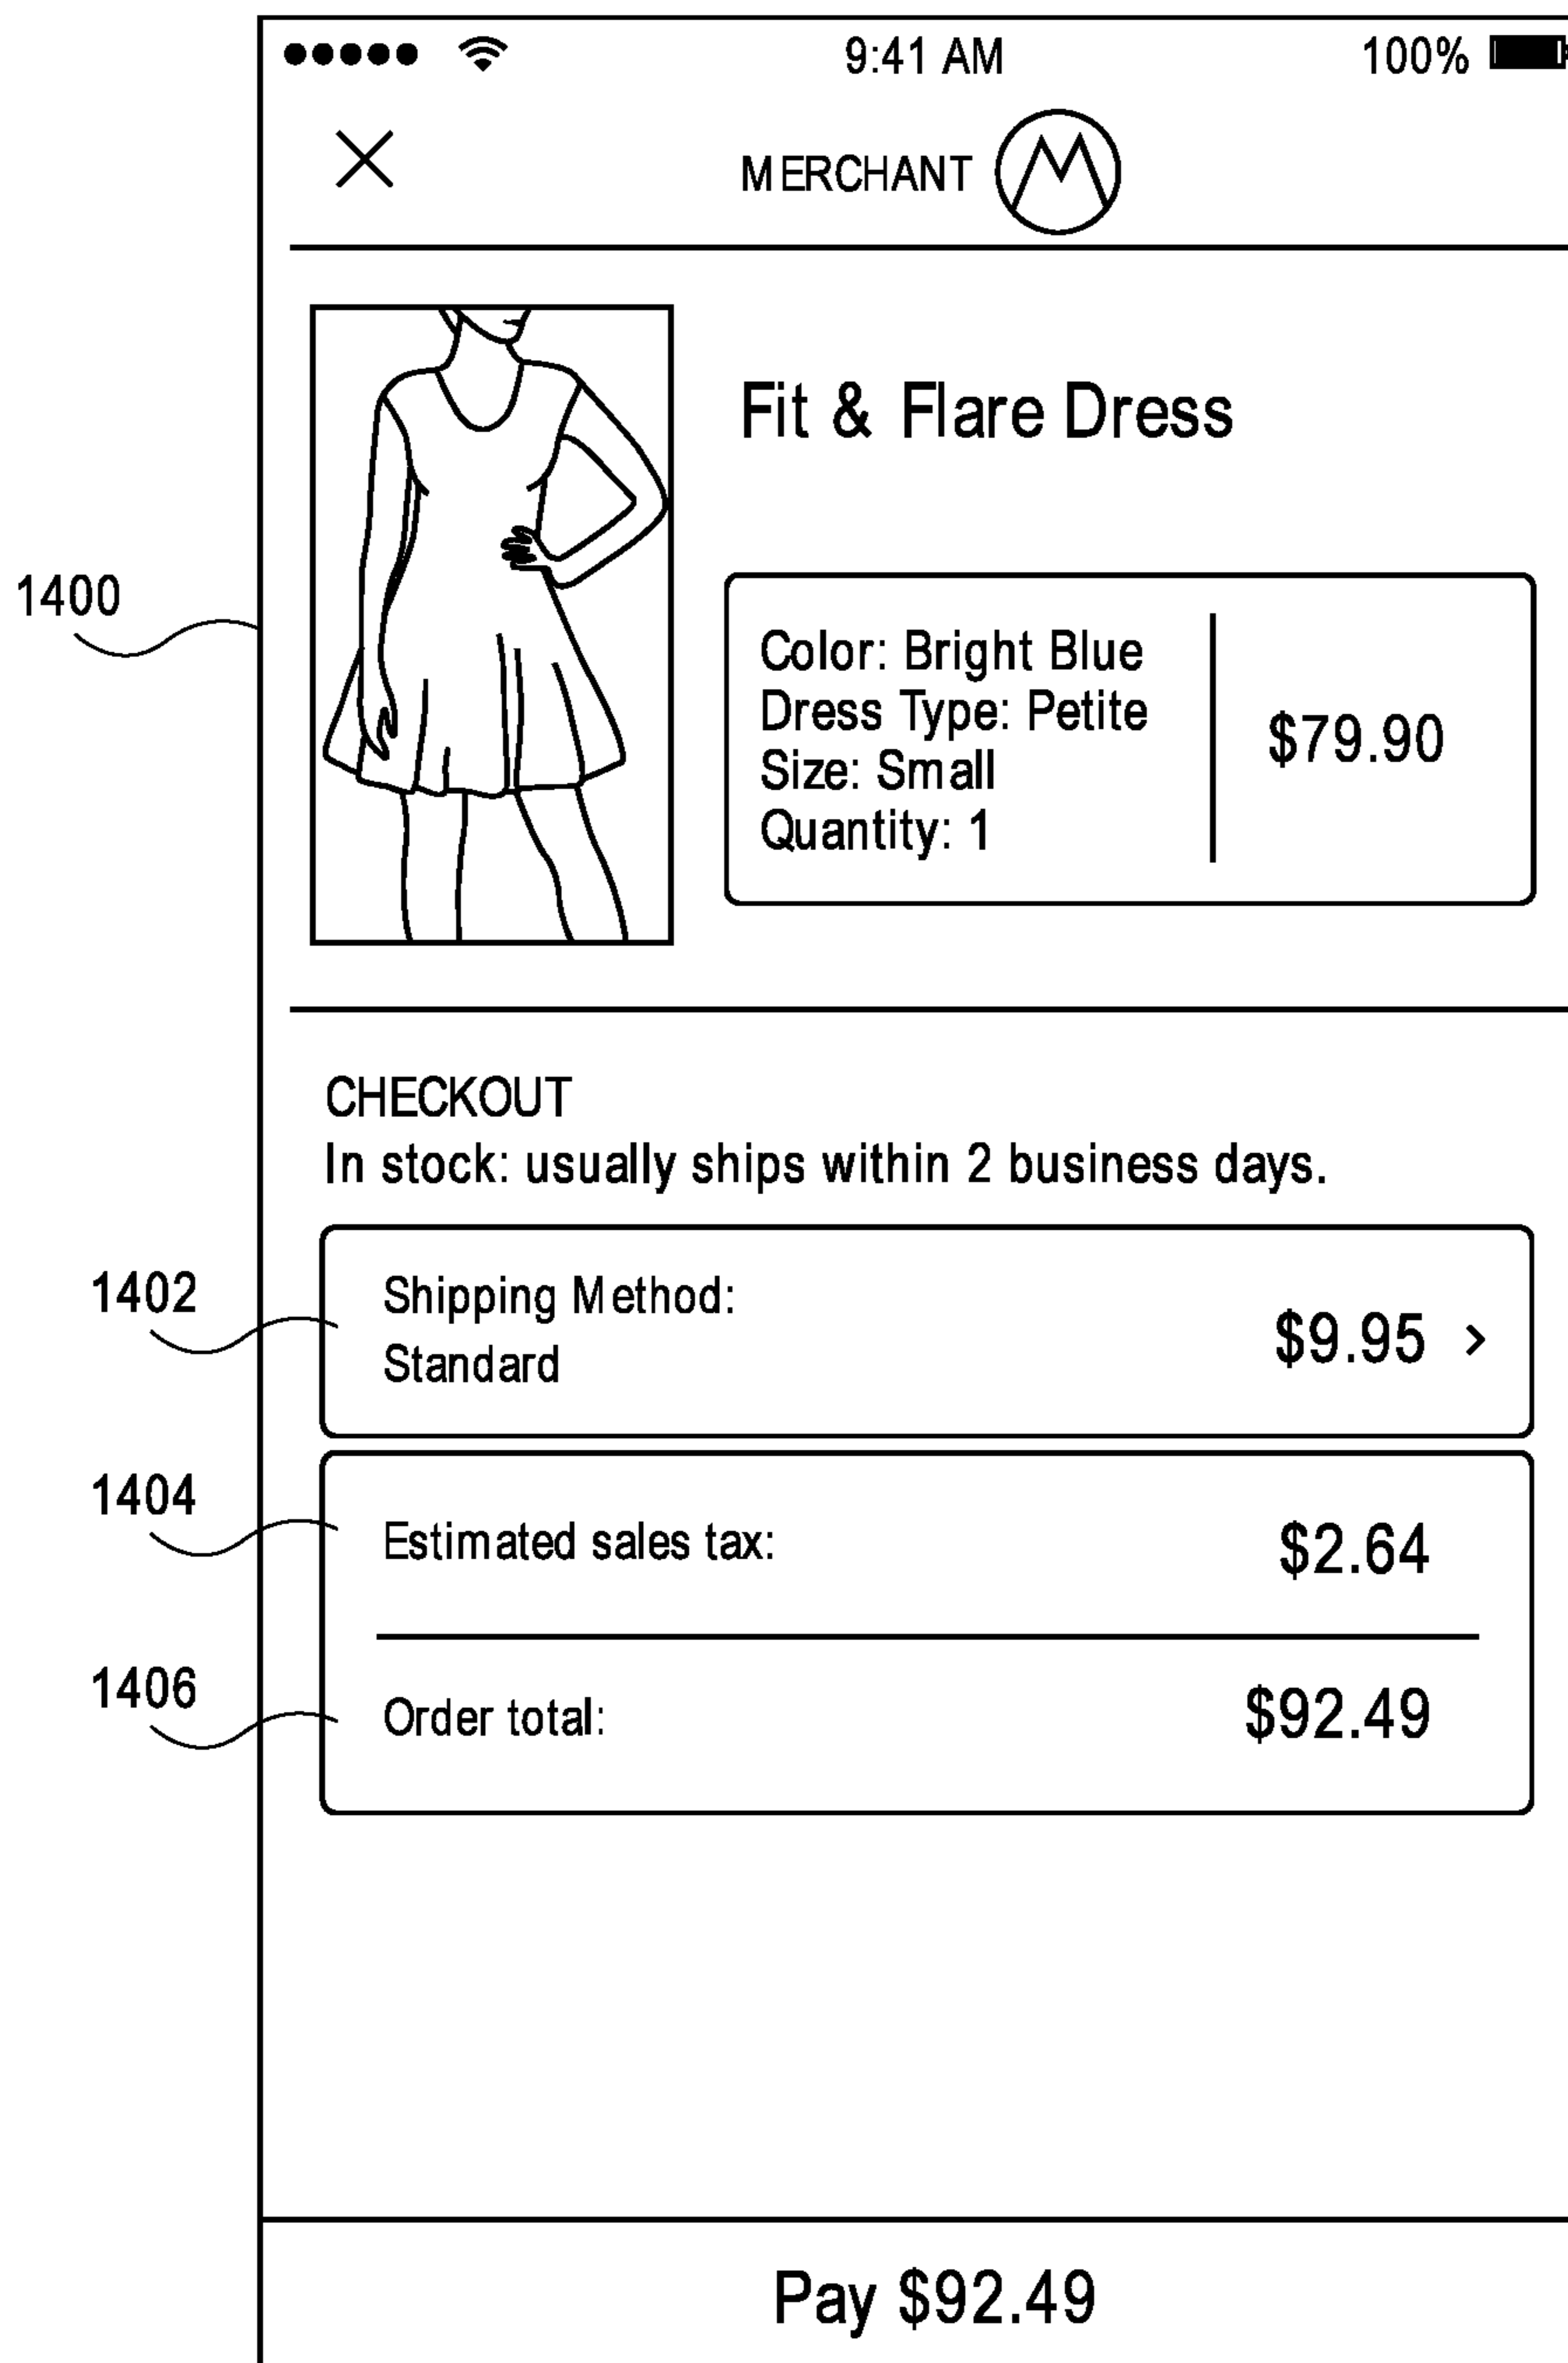 9:41 AM
100%
MERCHANT
Fit & Flare Dress
1400
Color: Bright Blue
Dress Type: Petite
Size: Small
Quantity: 1
$79.90
CHECKOUT
In stock: usually ships within 2 business days.
1402
Shipping Method:
Standard
$9.95 >
1404
Estimated sales tax:
$2.64
1406
Order total:
$92.49
Pay $92.49